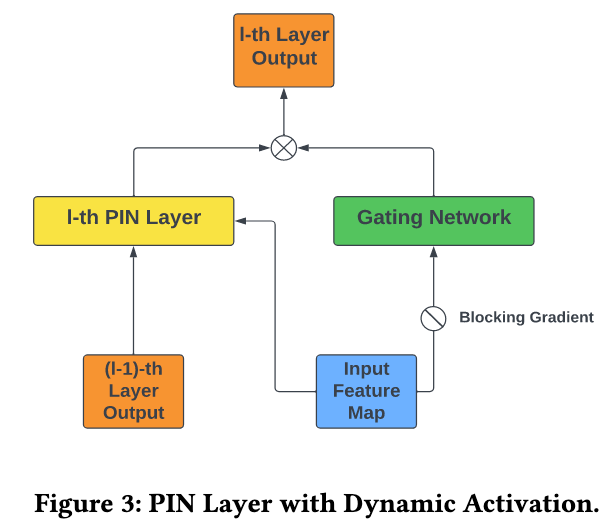 l-th Layer
Output
l-th PIN Layer
Gating Network
Blocking Gradient
(l-1)-th
Layer
Output
Input
Feature
Map
Figure 3: PIN Layer with Dynamic Activation.